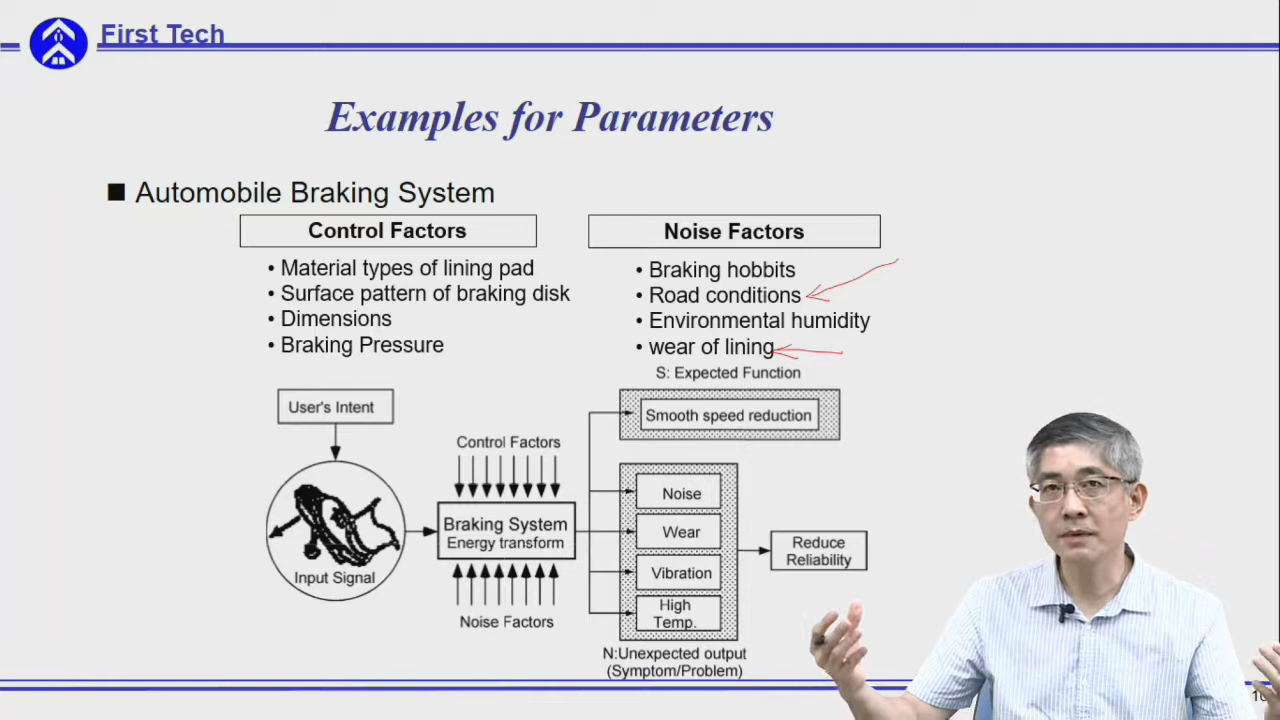 First Tech
Examples for Parameters
■ Automobile Braking System
Control Factors
• Material types of lining pad
• Surface pattern of braking disk
• Dimensions
• Braking Pressure
Noise Factors
• Braking hobbits
• Road conditions
• Environmental humidity
• wear of lining
S: Expected Function
Smooth speed reduction
User's Intent
Input Signal
Control Factors
Braking System
Energy transform
Noise Factors
Noise
Wear
Vibration
High
Temp.
N:Unexpected output
(Symptom/Problem)
Reduce
Reliability